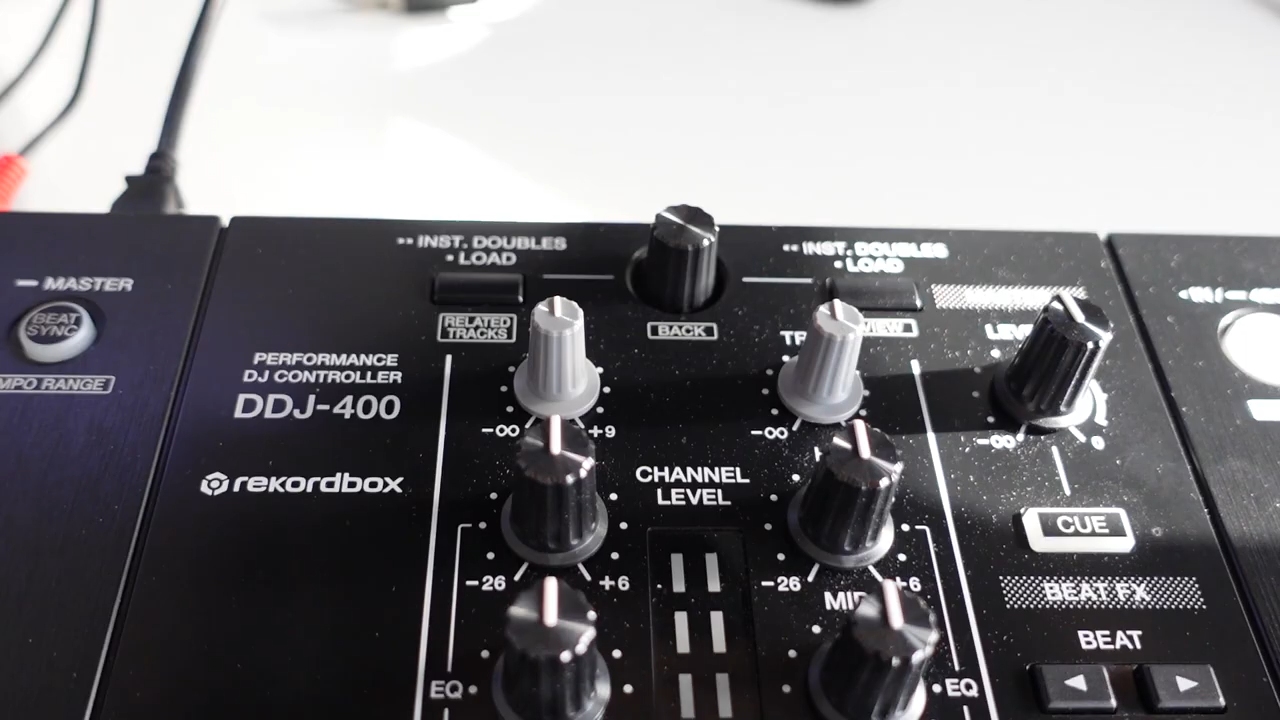 MASTER
BEAT
SYNC
MPO RANGE
•• INST. DOUBLES
• LOAD
RELATED
TRACKS
BACK
•• INST. DOUBLES
• LOAD
VIEW
PERFORMANCE
DJ CONTROLLER
DDJ-400
rekordbox
-∞
+9
-∞
-∞
0
CHANNEL
LEVEL
-26
+6
-26
+6
MID
EQ
EQ
CUE
BEAT FX
BEAT